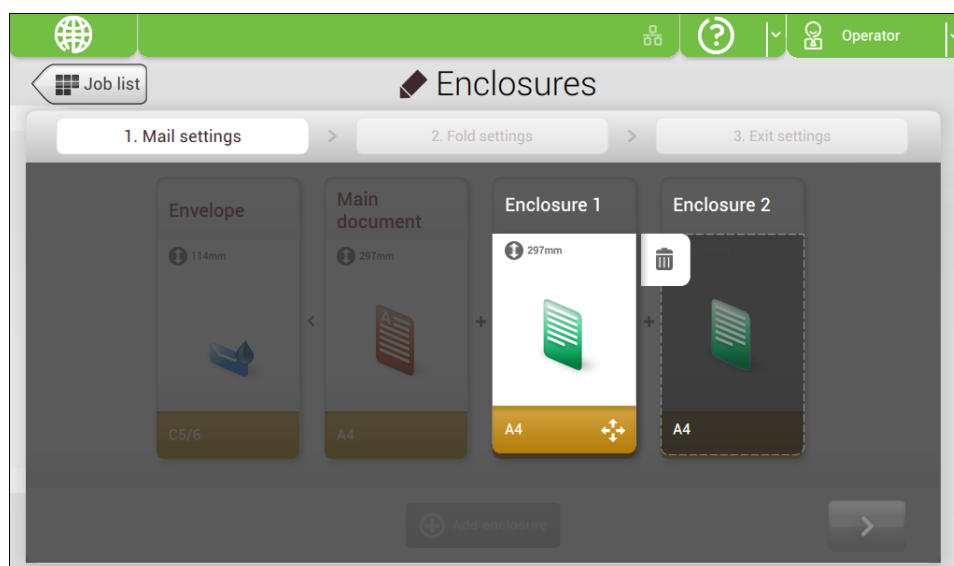 Operator
Job list
Enclosures
1. Mail settings
>
2. Fold settings
>
3. Exit settings
Envelope
Main
document
Enclosure 1
Enclosure 2
114mm
297mm
297mm
<
+
+
C5/6
A4
A4
A4
Add enclosure